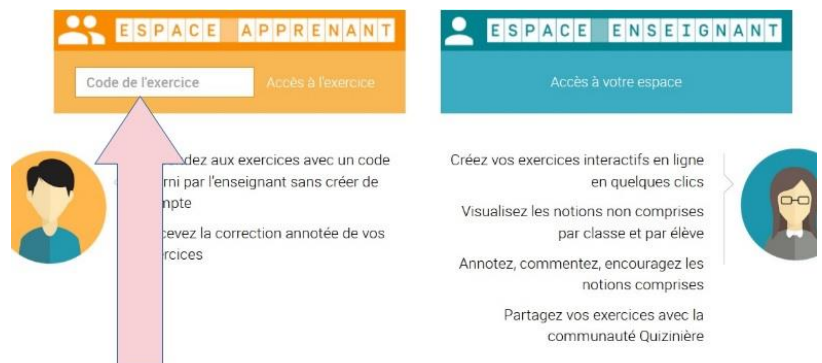 ESPACE APPRENANT
Code de l'exercice
Accès à l'exercice
dez aux exercices avec un code
rni par l'enseignant sans créer de
mpte
cevez la correction annotée de vos
rcices
ESPACE ENSEIGNANT
Accès à votre espace
Créez vos exercices interactifs en ligne
en quelques clics
Visualisez les notions non comprises
par classe et par élève
Annotez, commentez, encouragez les
notions comprises
Partagez vos exercices avec la
communauté Quizinière